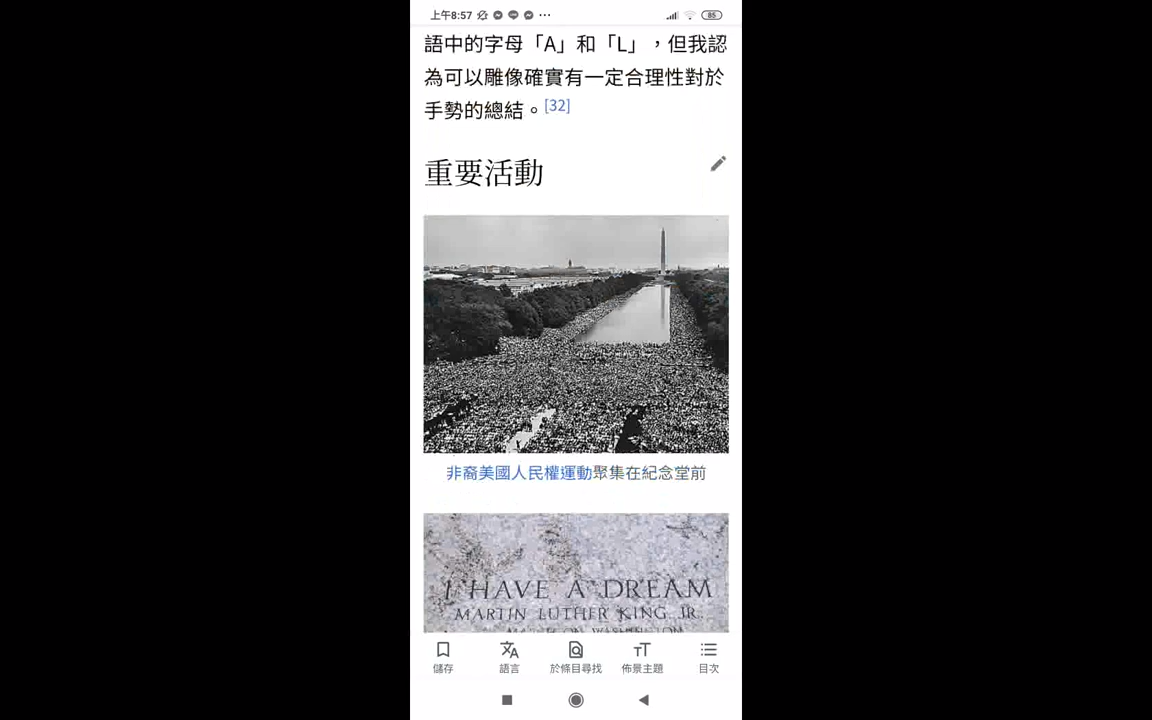 上午8:57
85
語中的字母「A」和「L」，但我認
為可以雕像確實有一定合理性對於
手勢的總結。[32]
重要活動
非裔美國人民權運動聚集在紀念堂前
I HAVE A DREAM
MARTIN LUTHER KING, JR.
儲存
語言
於條目尋找
佈景主題
目次